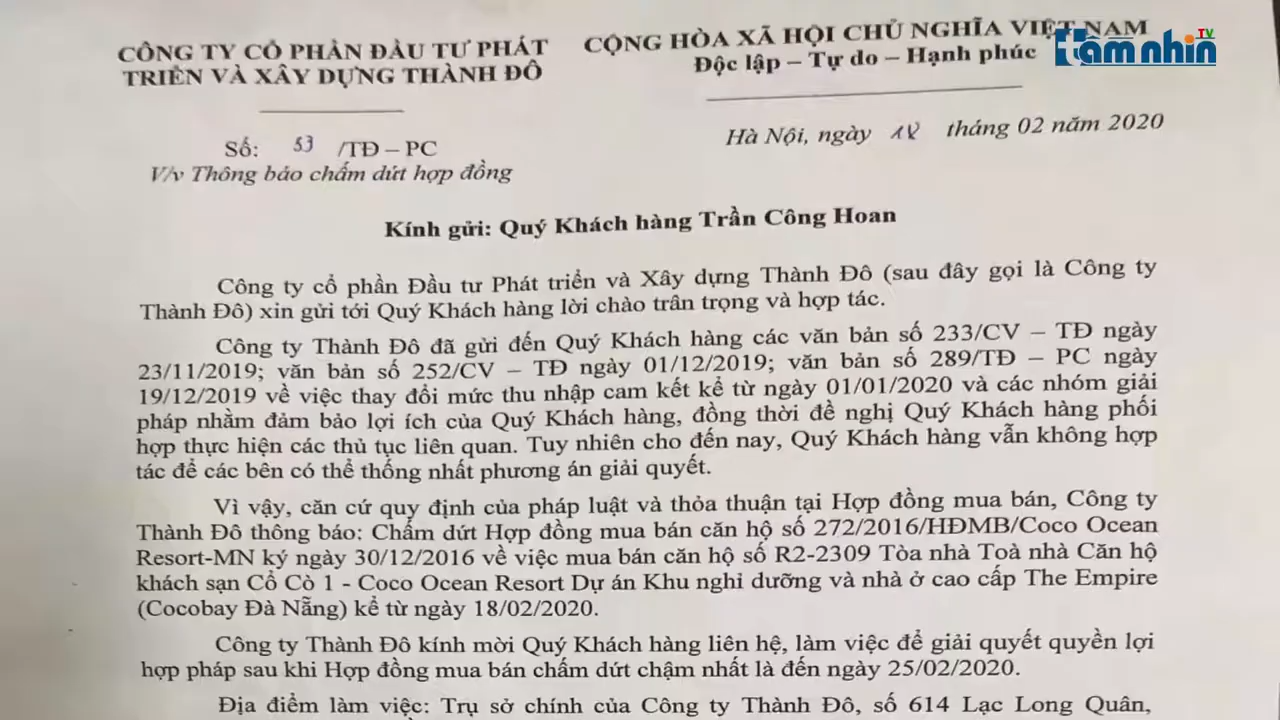 CÔNG TY CỔ PHẦN ĐẦU TƯ PHÁT
TRIỂN VÀ XÂY DỰNG THÀNH ĐÔ
CỘNG HÒA XÃ HỘI CHỦ NGHĨA VIỆT NAM
Độc lập – Tự do – Hạnh phúc
tầm nhìn TV
Số: 53 /TĐ – PC
V/v Thông báo chấm dứt hợp đồng
Hà Nội, ngày 18 tháng 02 năm 2020
Kính gửi: Quý Khách hàng Trần Công Hoan
Công ty cổ phần Đầu tư Phát triển và Xây dựng Thành Đô (sau đây gọi là Công ty
Thành Đô) xin gửi tới Quý Khách hàng lời chào trân trọng và hợp tác.
Công ty Thành Đô đã gửi đến Quý Khách hàng các văn bản số 233/CV – TĐ ngày
23/11/2019; văn bản số 252/CV – TĐ ngày 01/12/2019; văn bản số 289/TĐ – PC ngày
19/12/2019 về việc thay đổi mức thu nhập cam kết kể từ ngày 01/01/2020 và các nhóm giải
pháp nhằm đảm bảo lợi ích của Quý Khách hàng, đồng thời đề nghị Quý Khách hàng phối
hợp thực hiện các thủ tục liên quan. Tuy nhiên cho đến nay, Quý Khách hàng vẫn không hợp
tác để các bên có thể thống nhất phương án giải quyết.
Vì vậy, căn cứ quy định của pháp luật và thỏa thuận tại Hợp đồng mua bán, Công ty
Thành Đô thông báo: Chấm dứt Hợp đồng mua bán căn hộ số 272/2016/HĐMB/Coco Ocean
Resort-MN ký ngày 30/12/2016 về việc mua bán căn hộ số R2-2309 Tòa nhà Toà nhà Căn hộ
khách sạn Cồ Cò 1 - Coco Ocean Resort Dự án Khu nghỉ dưỡng và nhà ở cao cấp The Empire
(Cocobay Đà Nẵng) kể từ ngày 18/02/2020.
Công ty Thành Đô kính mời Quý Khách hàng liên hệ, làm việc để giải quyết quyền lợi
hợp pháp sau khi Hợp đồng mua bán chấm dứt chậm nhất là đến ngày 25/02/2020.
Địa điểm làm việc: Trụ sở chính của Công ty Thành Đô, số 614 Lạc Long Quân,